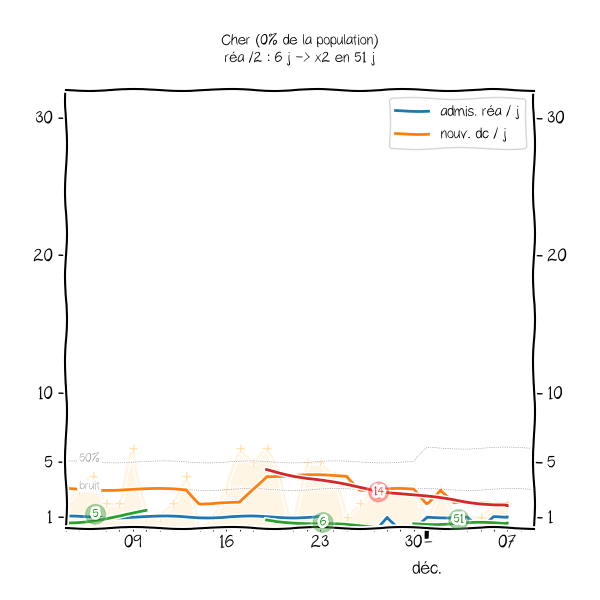 Cher (0% de la population)
réa /2 : 6 j -> x2 en 51 j
admis. réa / j
nouv. dc / j
30 30
20 20
10 10
5 5
1 1
50%
bruit
5
6
14
51
09 16 23 30 07
déc.